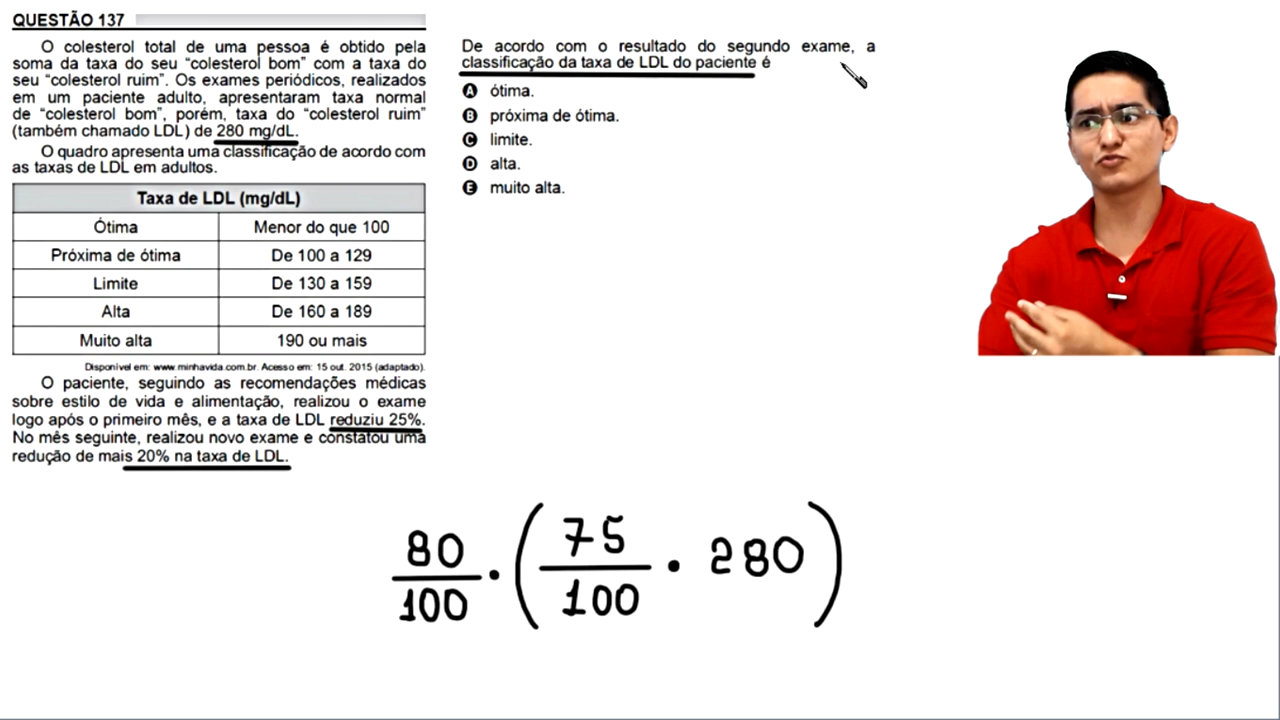 QUESTÃO 137
O colesterol total de uma pessoa é obtido pela
soma da taxa do seu “colesterol bom” com a taxa do
seu “colesterol ruim”. Os exames periódicos, realizados
em um paciente adulto, apresentaram taxa normal
de “colesterol bom”, porém, taxa do “colesterol ruim”
(também chamado LDL) de 280 mg/dL.
O quadro apresenta uma classificação de acordo com
as taxas de LDL em adultos.
Taxa de LDL (mg/dL)
Ótima Menor do que 100
Próxima de ótima De 100 a 129
Limite De 130 a 159
Alta De 160 a 189
Muito alta 190 ou mais
Disponível em: www.minhavida.com.br. Acesso em: 15 out. 2015 (adaptado).
O paciente, seguindo as recomendações médicas
sobre estilo de vida e alimentação, realizou o exame
logo após o primeiro mês, e a taxa de LDL reduziu 25%.
No mês seguinte, realizou novo exame e constatou uma
redução de mais 20% na taxa de LDL.
De acordo com o resultado do segundo exame, a
classificação da taxa de LDL do paciente é
A ótima.
B próxima de ótima.
C limite.
D alta.
E muito alta.
80/100 · (75/100 · 280)